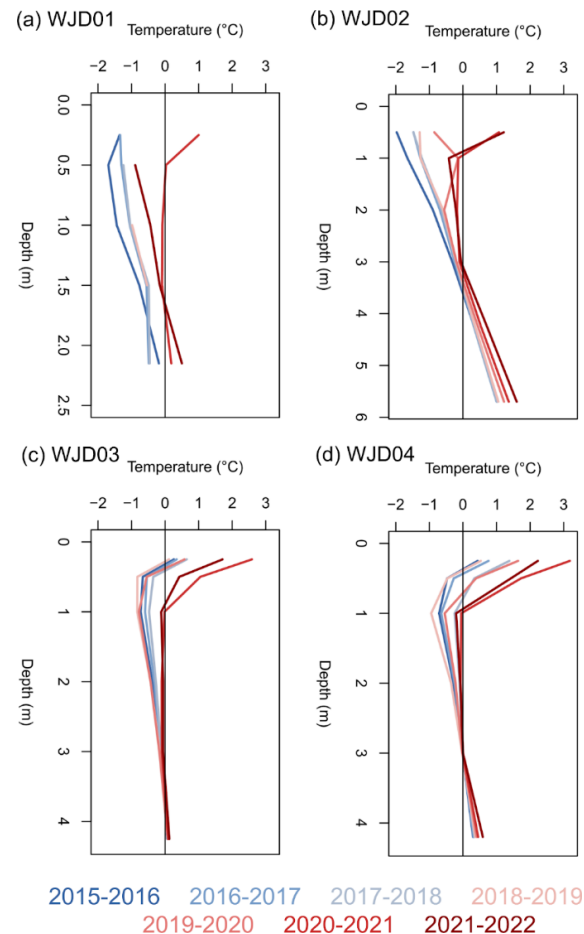 (a) WJD01
Temperature (°C)
−2 −1 0 1 2 3
0.0
0.5
1.0
1.5
2.0
2.5
Depth (m)
(b) WJD02
Temperature (°C)
−2 −1 0 1 2 3
0
1
2
3
4
5
6
Depth (m)
(c) WJD03
Temperature (°C)
−2 −1 0 1 2 3
0
1
2
3
4
Depth (m)
(d) WJD04
Temperature (°C)
−2 −1 0 1 2 3
0
1
2
3
4
Depth (m)
2015-2016 2016-2017 2017-2018 2018-2019
2019-2020 2020-2021 2021-2022